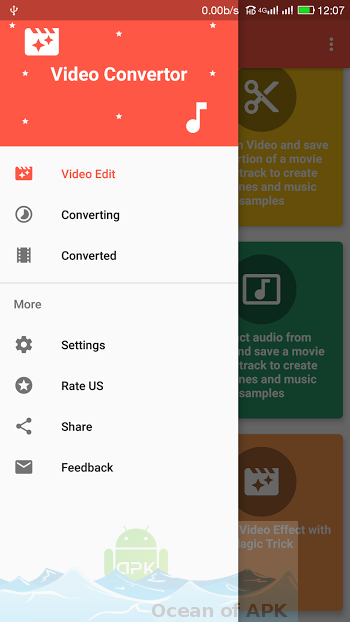 0.00b/s 4G 12:07
Video Convertor
Video Edit
Converting
Converted
More
Settings
Rate US
Share
Feedback
Video and save
rtion of a movie
track to create
nes and music
samples
ct audio from
nd save a movie
track to create
nes and music
samples
Video Effect with
agic Trick
APK
Ocean of APK